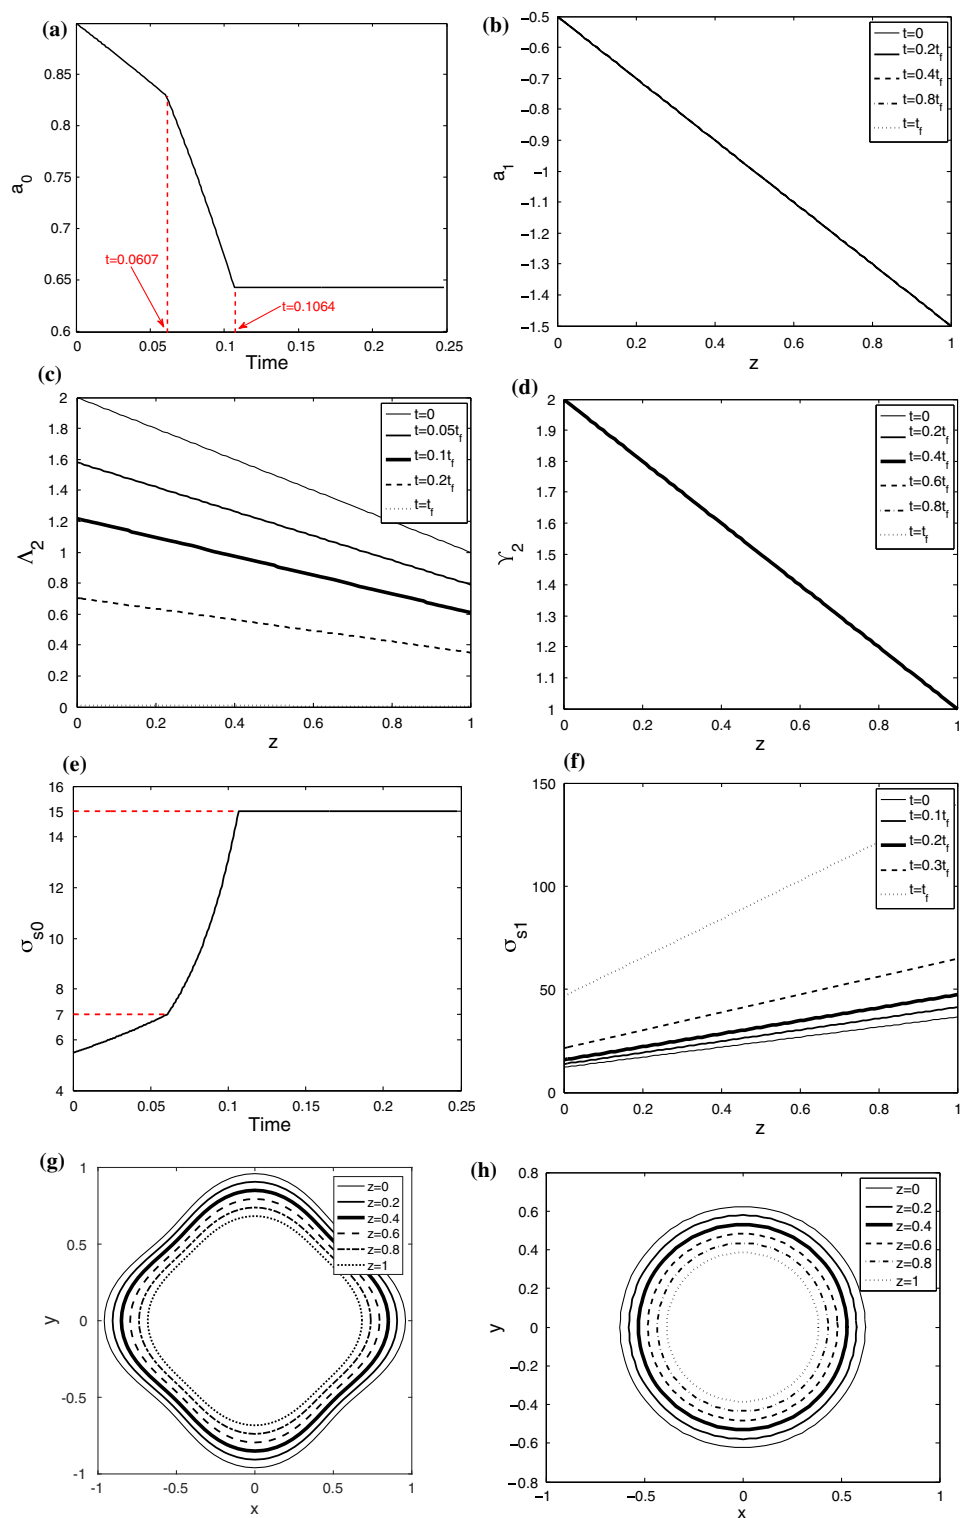 (a)
0.85
0.8
0.75
0.7
0.65
0.6
a0
t=0.0607
t=0.1064
0 0.05 0.1 0.15 0.2 0.25
Time
(b)
−0.5
−0.6
−0.7
−0.8
−0.9
−1
−1.1
−1.2
−1.3
−1.4
−1.5
a1
t=0
t=0.2tf
t=0.4tf
t=0.8tf
t=tf
0 0.2 0.4 0.6 0.8 1
z
(c)
2
1.8
1.6
1.4
1.2
1
0.8
0.6
0.4
0.2
0
Λ2
t=0
t=0.05tf
t=0.1tf
t=0.2tf
t=tf
0 0.2 0.4 0.6 0.8 1
z
(d)
2
1.9
1.8
1.7
1.6
1.5
1.4
1.3
1.2
1.1
1
ϒ2
t=0
t=0.2tf
t=0.4tf
t=0.6tf
t=0.8tf
t=tf
0 0.2 0.4 0.6 0.8 1
z
(e)
16
15
14
12
10
8
7
6
4
σs0
0 0.05 0.1 0.15 0.2 0.25
Time
(f)
150
100
50
0
σs1
t=0
t=0.1tf
t=0.2tf
t=0.3tf
t=tf
0 0.2 0.4 0.6 0.8 1
z
(g)
1
0.5
0
-0.5
-1
y
z=0
z=0.2
z=0.4
z=0.6
z=0.8
z=1
-1 -0.5 0 0.5 1
x
(h)
0.8
0.6
0.4
0.2
0
−0.2
−0.4
−0.6
−0.8
y
z=0
z=0.2
z=0.4
z=0.6
z=0.8
z=1
−1 −0.5 0 0.5 1
x